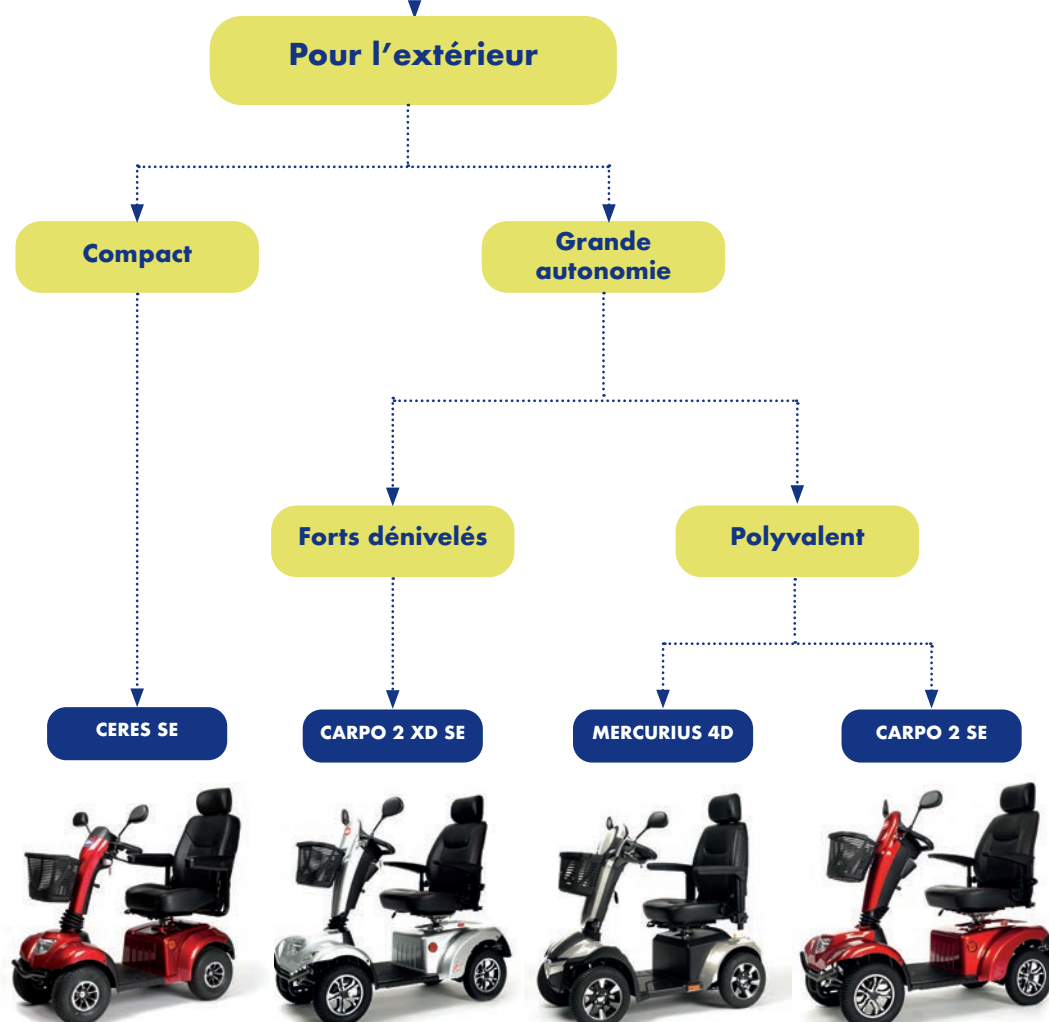 Pour l’extérieur
Compact
Grande
autonomie
Forts dénivelés
Polyvalent
CERES SE
CARPO 2 XD SE
MERCURIUS 4D
CARPO 2 SE